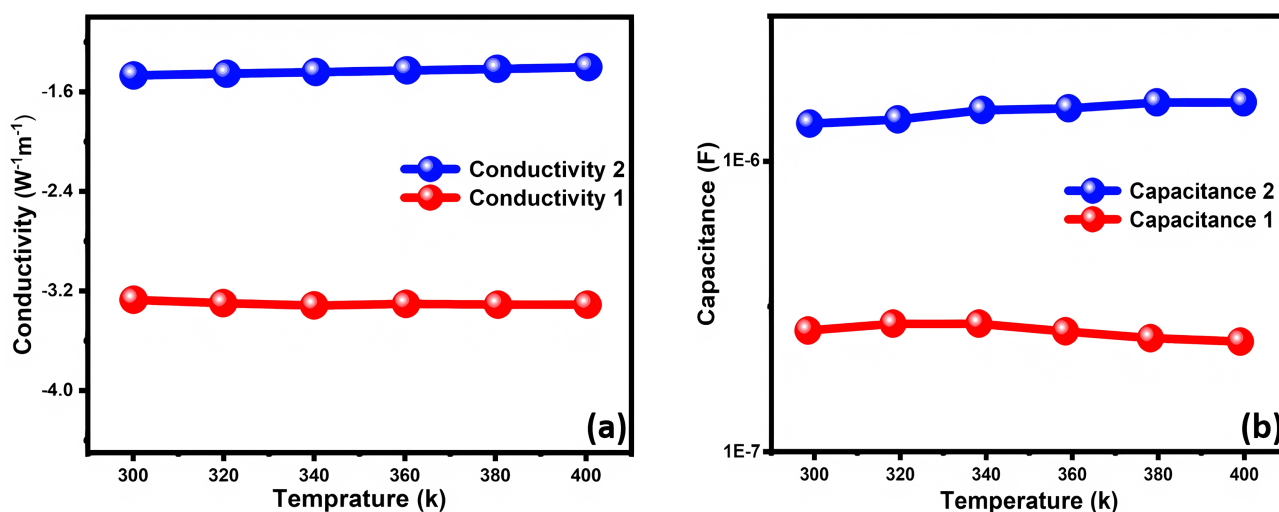 -1.6
-2.4
-3.2
-4.0
Conductivity (W⁻¹m⁻¹)
Conductivity 2
Conductivity 1
(a)
300 320 340 360 380 400
Temprature (k)
1E-6
1E-7
Capacitance (F)
Capacitance 2
Capacitance 1
(b)
300 320 340 360 380 400
Temperature (k)